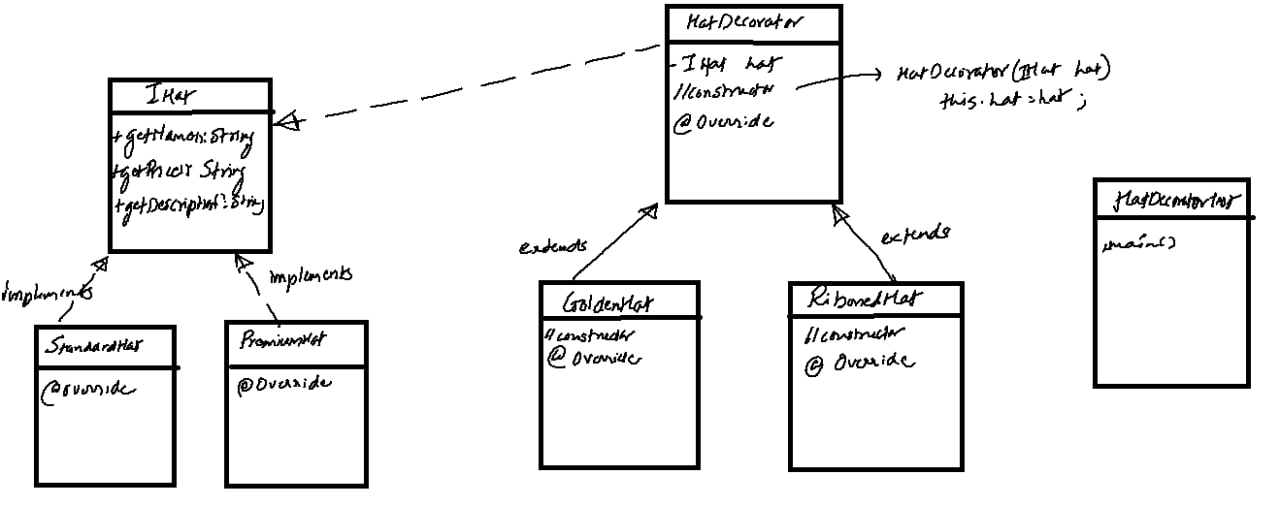 HatDecorator
- IHat hat
//constructor
@Override
HatDecorator(IHat hat)
this.hat=hat;
IHat
+getName(): String
+getPrice(): String
+getDescription(): String
implements
implements
StandardHat
@override
PremiumHat
@Override
extends
extends
GoldenHat
//constructor
@Override
RibonedHat
//constructor
@ Override
HatDecoratorTest
main()